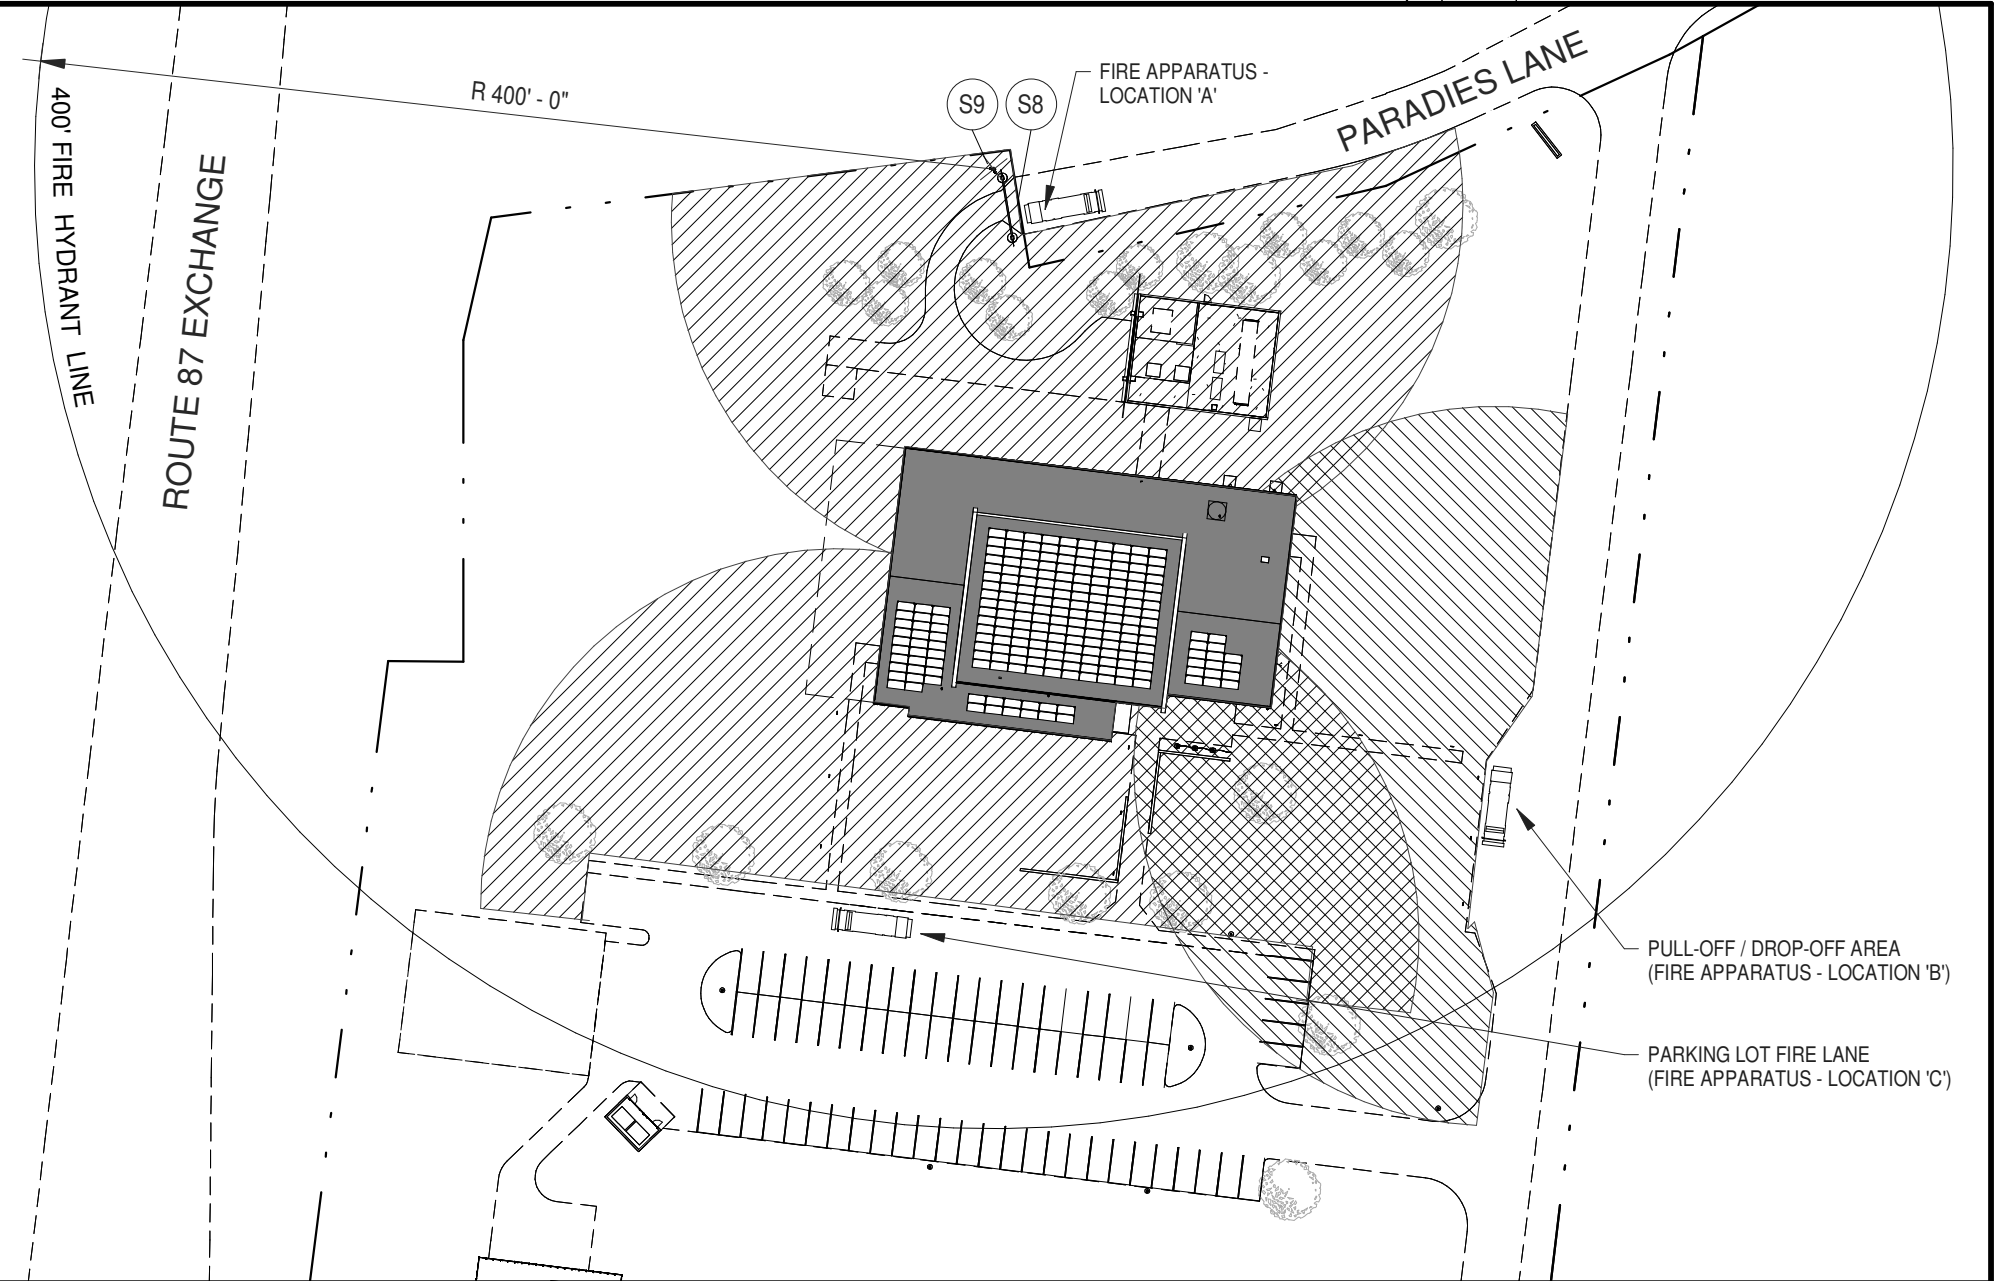 FIRE APPARATUS -
LOCATION 'A'
PARADIES LANE
R 400' - 0"
S9
S8
400' FIRE HYDRANT LINE
ROUTE 87 EXCHANGE
PULL-OFF / DROP-OFF AREA
(FIRE APPARATUS - LOCATION 'B')
PARKING LOT FIRE LANE
(FIRE APPARATUS - LOCATION 'C')